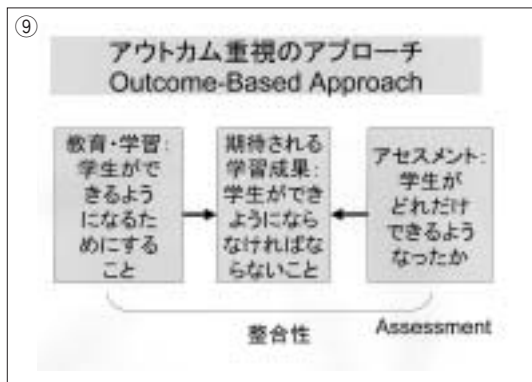 ⑨
アウトカム重視のアプローチ
Outcome-Based Approach
教育・学習:
学生がで
きるよう
になるた
めにする
こと
期待される
学習成果:
学生ができ
ようになら
なければな
らないこと
アセスメント:
学生が
どれだけ
できるよう
なったか
整合性
Assessment